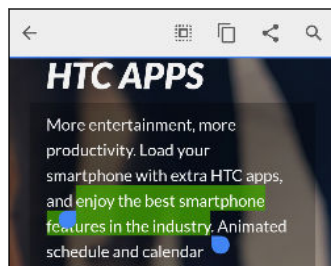 HTC APPS
More entertainment, more
productivity. Load your
smartphone with extra HTC apps,
and enjoy the best smartphone
features in the industry. Animated
schedule and calendar